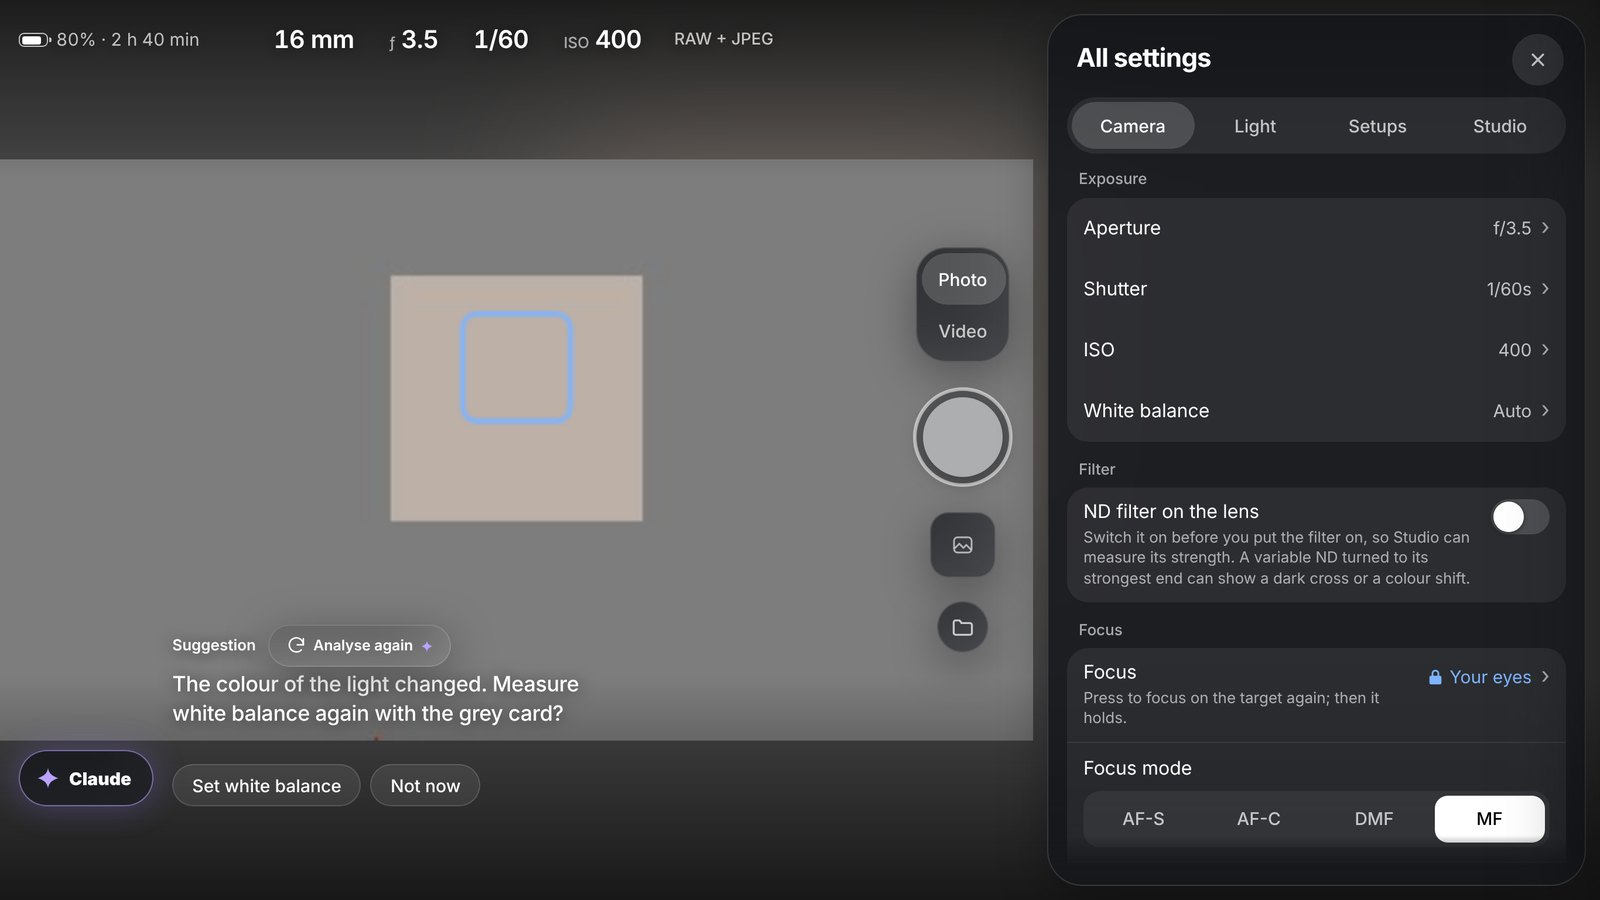 80% · 2 h 40 min
16 mm
ƒ 3.5
1/60
ISO 400
RAW + JPEG
Photo
Video
Suggestion
Analyse again
The colour of the light changed. Measure
white balance again with the grey card?
Claude
Set white balance
Not now
All settings
Camera
Light
Setups
Studio
Exposure
Aperture
f/3.5
Shutter
1/60s
ISO
400
White balance
Auto
Filter
ND filter on the lens
Switch it on before you put the filter on, so Studio can
measure its strength. A variable ND turned to its
strongest end can show a dark cross or a colour shift.
Focus
Focus
Your eyes
Press to focus on the target again; then it
holds.
Focus mode
AF-S
AF-C
DMF
MF